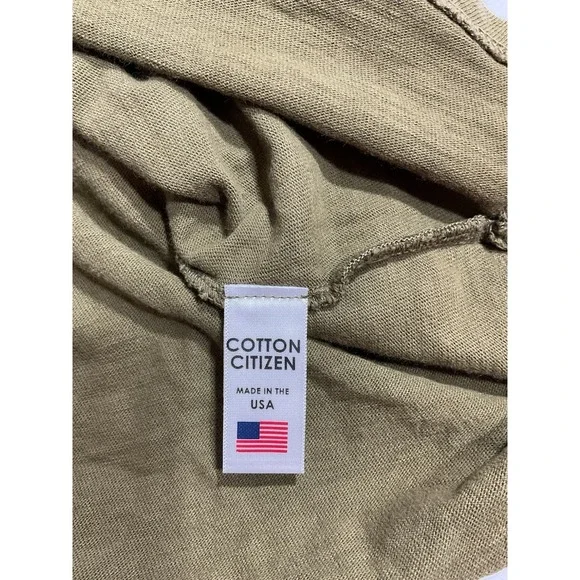 COTTON
CITIZEN
MADE IN THE
USA